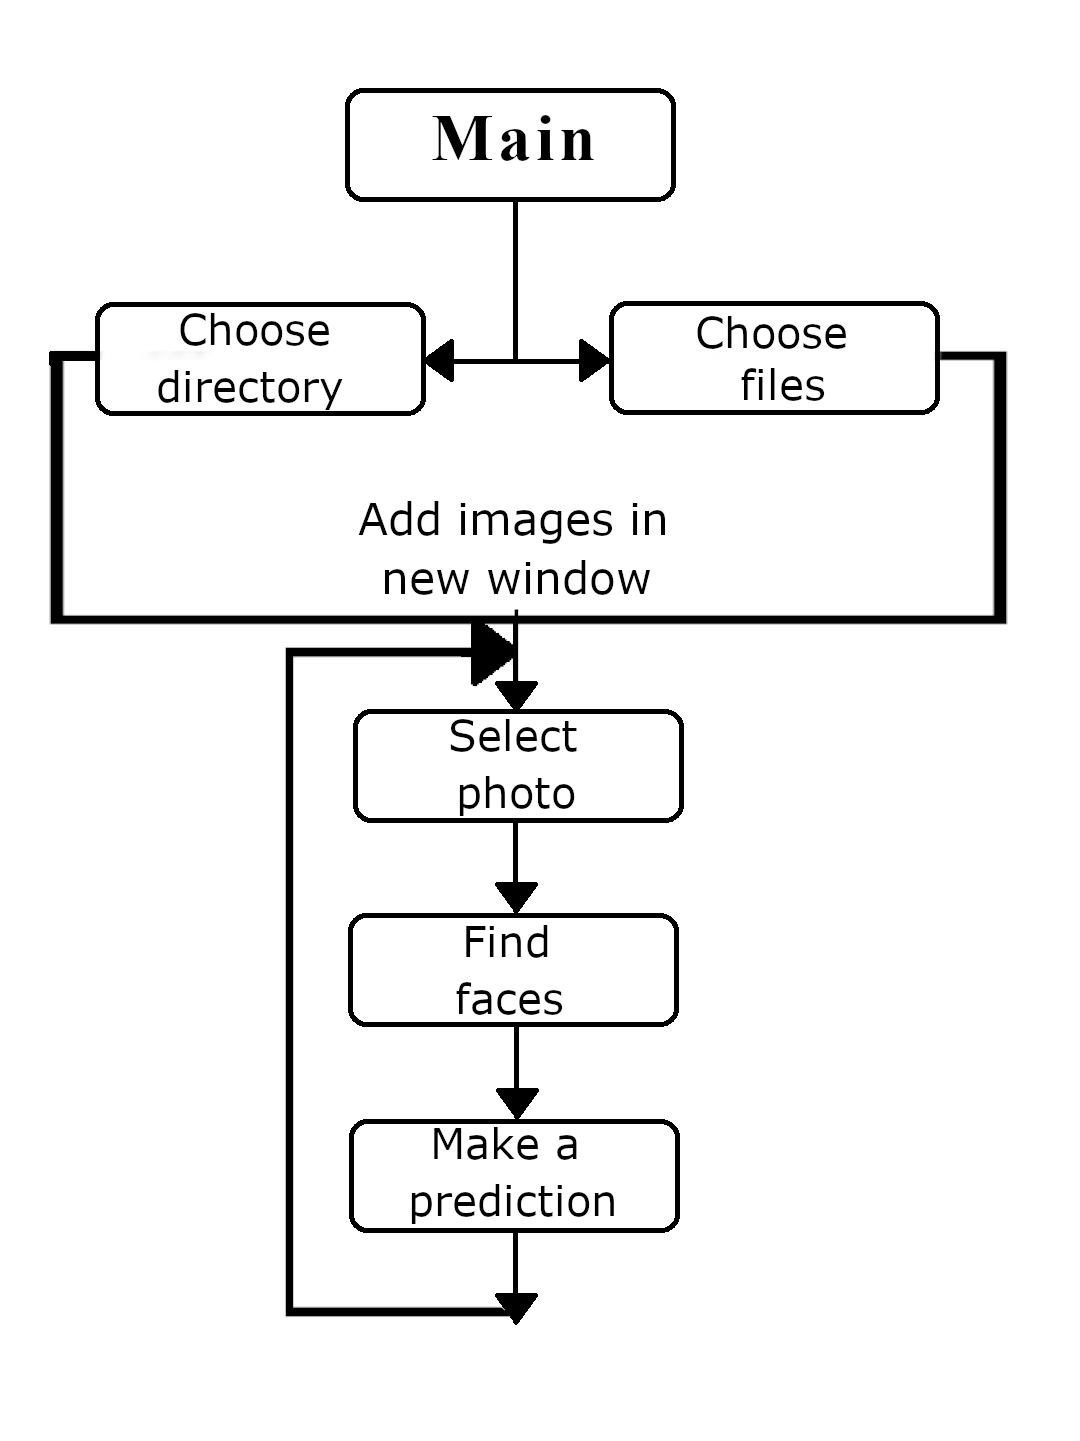 Main
Choose
directory
Choose
files
Add images in
new window
Select
photo
Find
faces
Make a
prediction